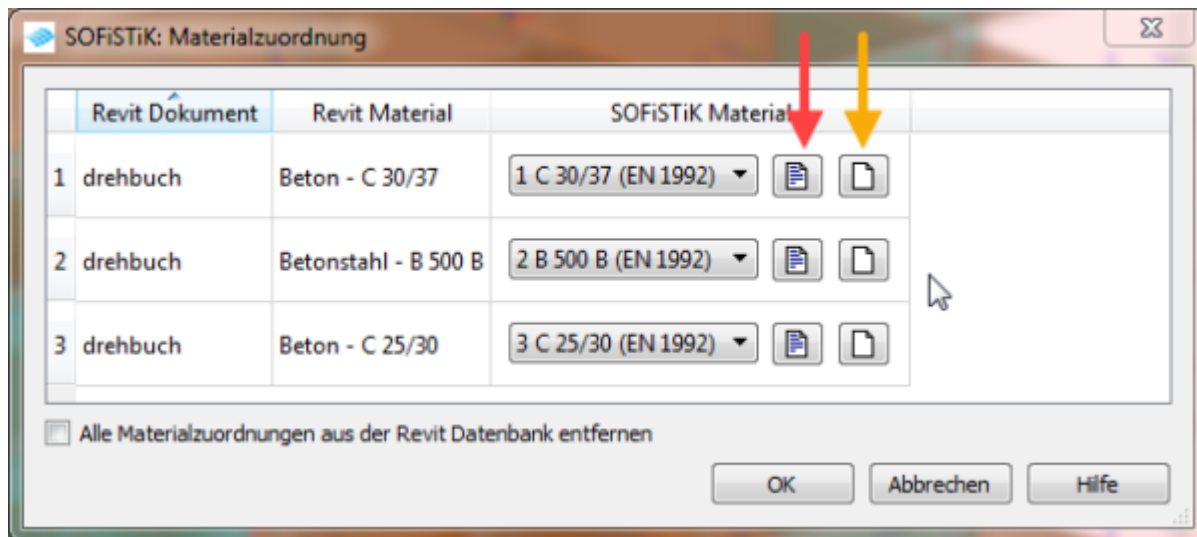 SOFiSTiK: Materialzuordnung
Revit Dokument Revit Material SOFiSTiK Material
1 drehbuch Beton - C 30/37 1 C 30/37 (EN 1992)
2 drehbuch Betonstahl - B 500 B 2 B 500 B (EN 1992)
3 drehbuch Beton - C 25/30 3 C 25/30 (EN 1992)
Alle Materialzuordnungen aus der Revit Datenbank entfernen
OK Abbrechen Hilfe